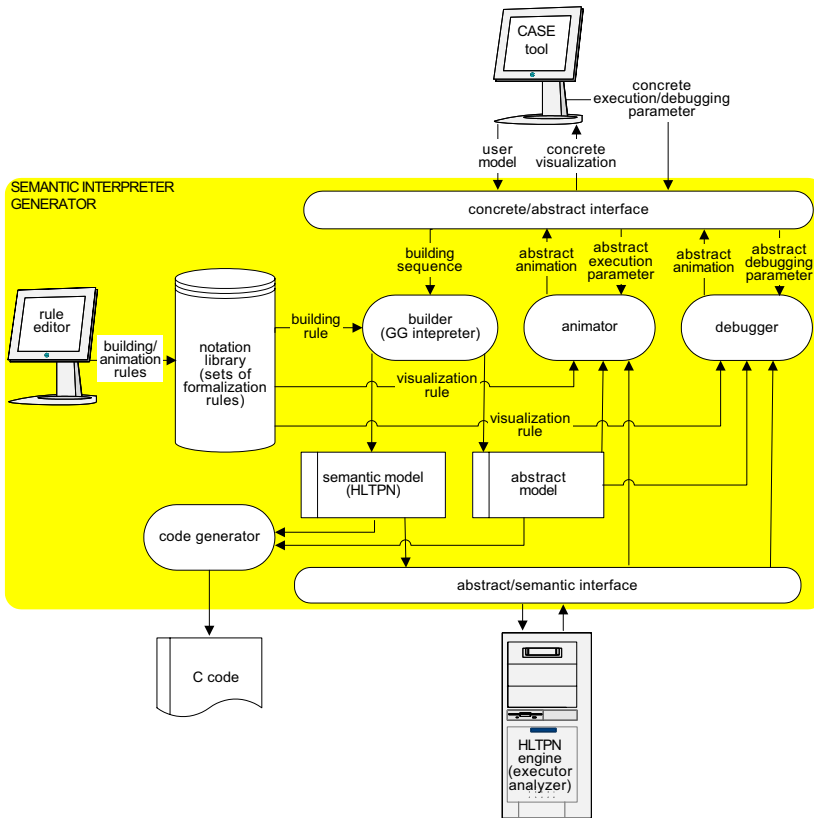 CASE
tool
concrete
execution/debugging
parameter
user
model
concrete
visualization
SEMANTIC INTERPRETER
GENERATOR
concrete/abstract interface
building
sequence
abstract
animation
abstract
execution
parameter
abstract
animation
abstract
debugging
parameter
rule
editor
building/
animation
rules
notation
library
(sets of
formalization
rules)
building
rule
builder
(GG intepreter)
animator
debugger
visualization
rule
visualization
rule
semantic model
(HLTPN)
abstract
model
code generator
abstract/semantic interface
C code
HLTPN
engine
(executor
analyzer)